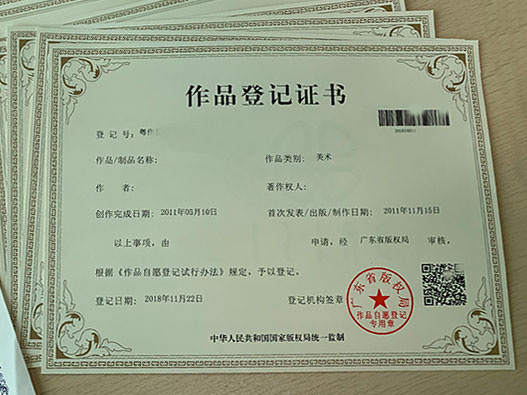 作品登记证书
登 记 号: 粤作
作品/制品名称: 作品类别: 美术
作 者: 著作权人:
创作完成日期: 2011年03月10日 首次发表/出版/制作日期: 2011年11月15日
以上事项, 由 申请, 经 广东省版权局 审核,
根据《作品自愿登记试行办法》规定, 予以登记。
登记日期: 2018年11月22日 登记机构签章
广东省版权局
作品自愿登记
专用章
中华人民共和国国家版权局统一监制